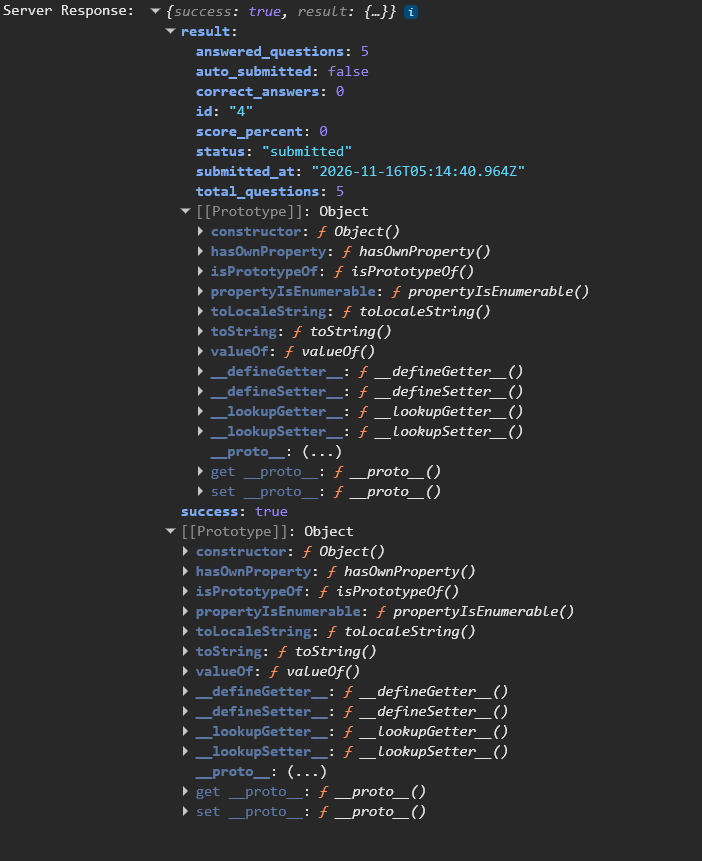 Server Response: ▼{success: true, result: {…}} i
▼result:
answered_questions: 5
auto_submitted: false
correct_answers: 0
id: "4"
score_percent: 0
status: "submitted"
submitted_at: "2026-11-16T05:14:40.964Z"
total_questions: 5
▼[[Prototype]]: Object
▶constructor: ƒ Object()
▶hasOwnProperty: ƒ hasOwnProperty()
▶isPrototypeOf: ƒ isPrototypeOf()
▶propertyIsEnumerable: ƒ propertyIsEnumerable()
▶toLocaleString: ƒ toLocaleString()
▶toString: ƒ toString()
▶valueOf: ƒ valueOf()
▶__defineGetter__: ƒ __defineGetter__()
▶__defineSetter__: ƒ __defineSetter__()
▶__lookupGetter__: ƒ __lookupGetter__()
▶__lookupSetter__: ƒ __lookupSetter__()
__proto__: (...)
▶get __proto__: ƒ __proto__()
▶set __proto__: ƒ __proto__()
success: true
▼[[Prototype]]: Object
▶constructor: ƒ Object()
▶hasOwnProperty: ƒ hasOwnProperty()
▶isPrototypeOf: ƒ isPrototypeOf()
▶propertyIsEnumerable: ƒ propertyIsEnumerable()
▶toLocaleString: ƒ toLocaleString()
▶toString: ƒ toString()
▶valueOf: ƒ valueOf()
▶__defineGetter__: ƒ __defineGetter__()
▶__defineSetter__: ƒ __defineSetter__()
▶__lookupGetter__: ƒ __lookupGetter__()
▶__lookupSetter__: ƒ __lookupSetter__()
__proto__: (...)
▶get __proto__: ƒ __proto__()
▶set __proto__: ƒ __proto__()